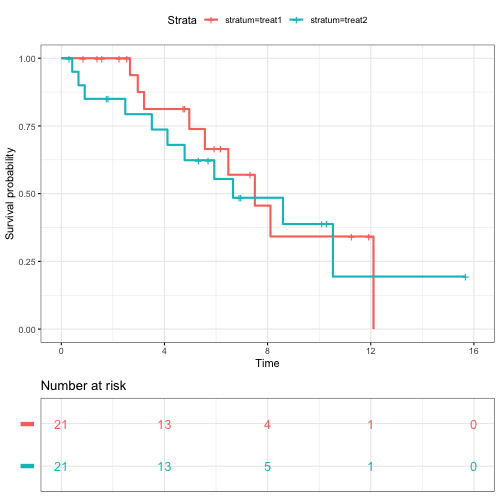 Strata stratum=treat1 stratum=treat2
1.00
0.75
0.50
0.25
0.00
Survival probability
0 4 8 12 16
Time
Number at risk
21 13 4 1 0
21 13 5 1 0